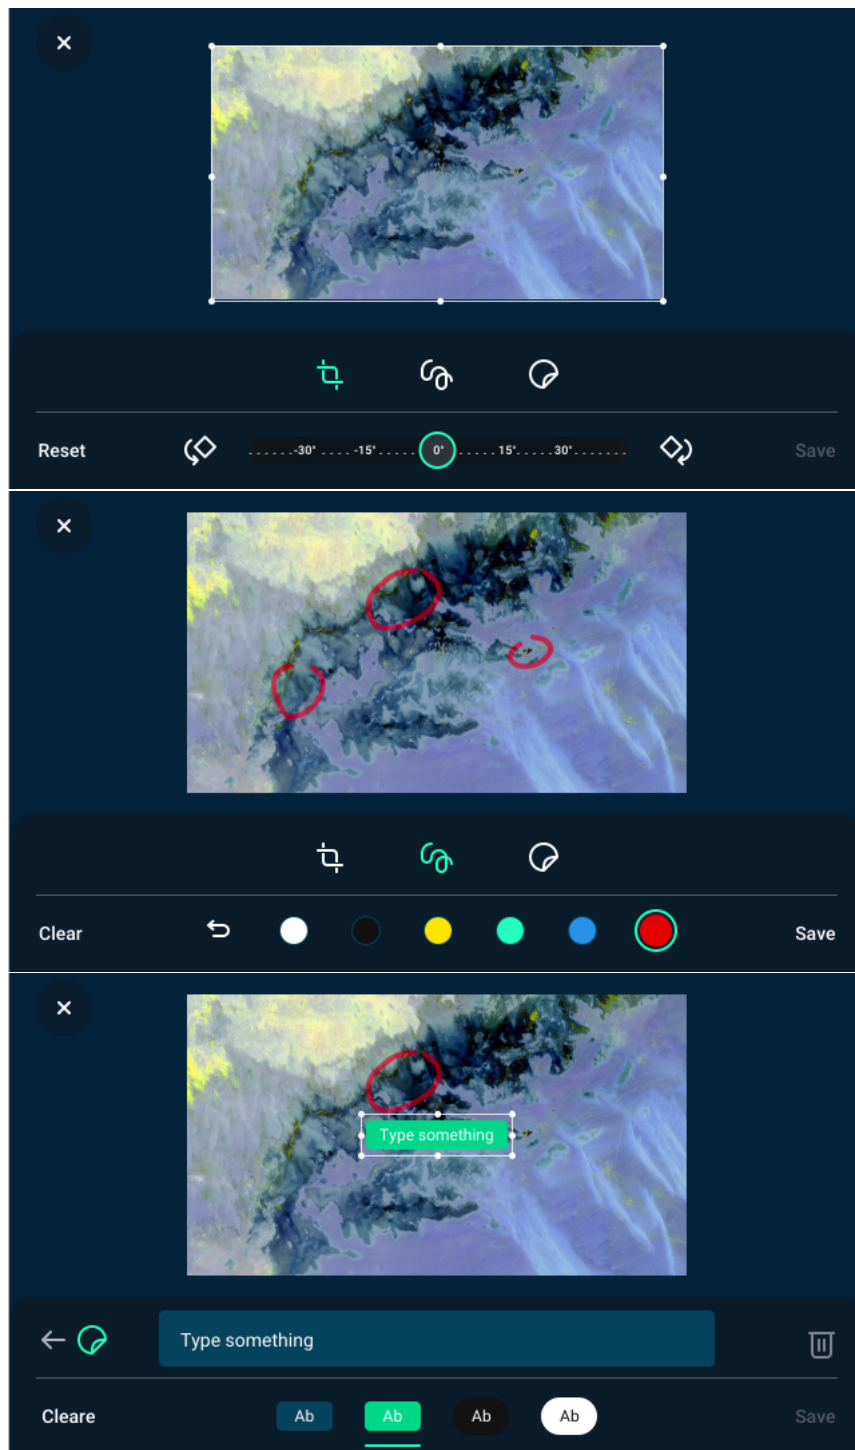 Reset
-30° -15° 0° 15° 30°
Save
Clear
Save
Type something
Type something
Cleare
Ab Ab Ab Ab
Save